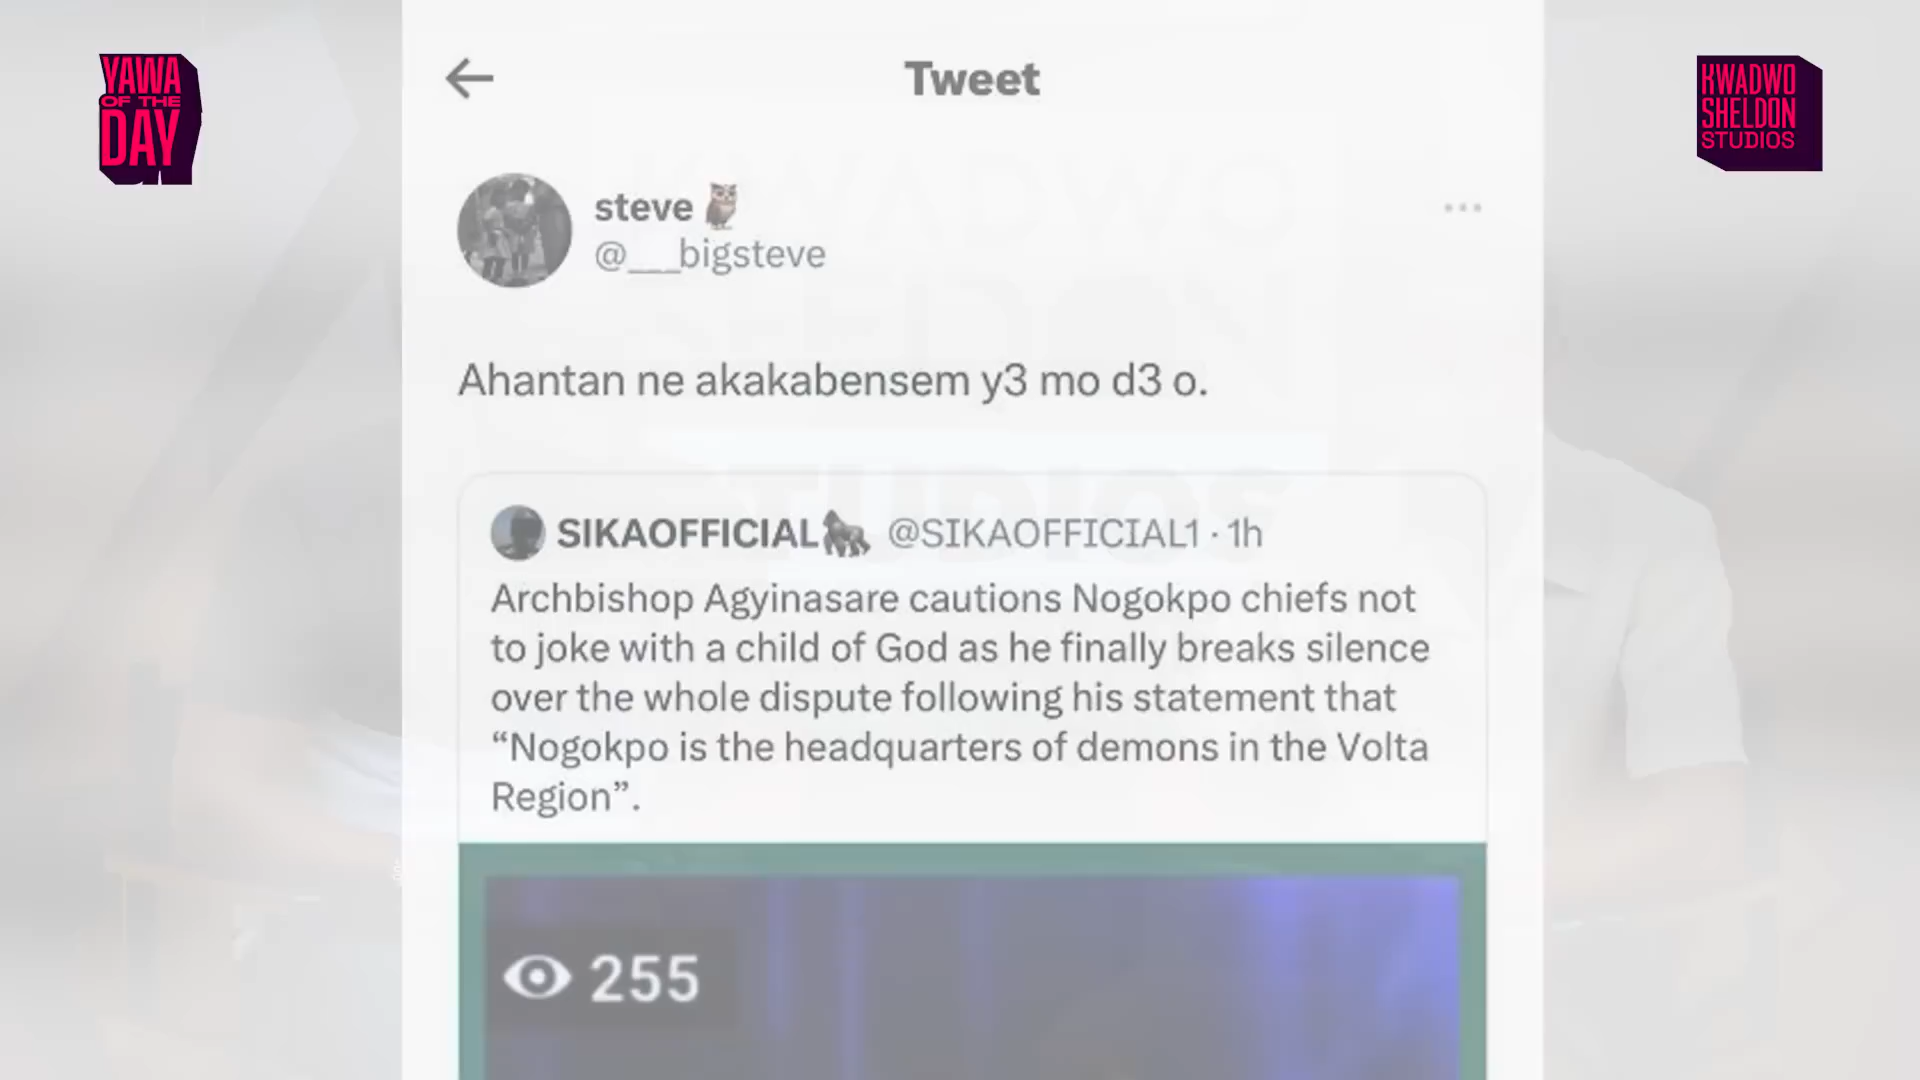 YAWA
OF THE
DAY
KWADWO
SHELDON
STUDIOS
Tweet
steve
@___bigsteve
Ahantan ne akakabensem y3 mo d3 o.
SIKAOFFICIAL @SIKAOFFICIAL1 · 1h
Archbishop Agyinasare cautions Nogokpo chiefs not
to joke with a child of God as he finally breaks silence
over the whole dispute following his statement that
“Nogokpo is the headquarters of demons in the Volta
Region”.
255